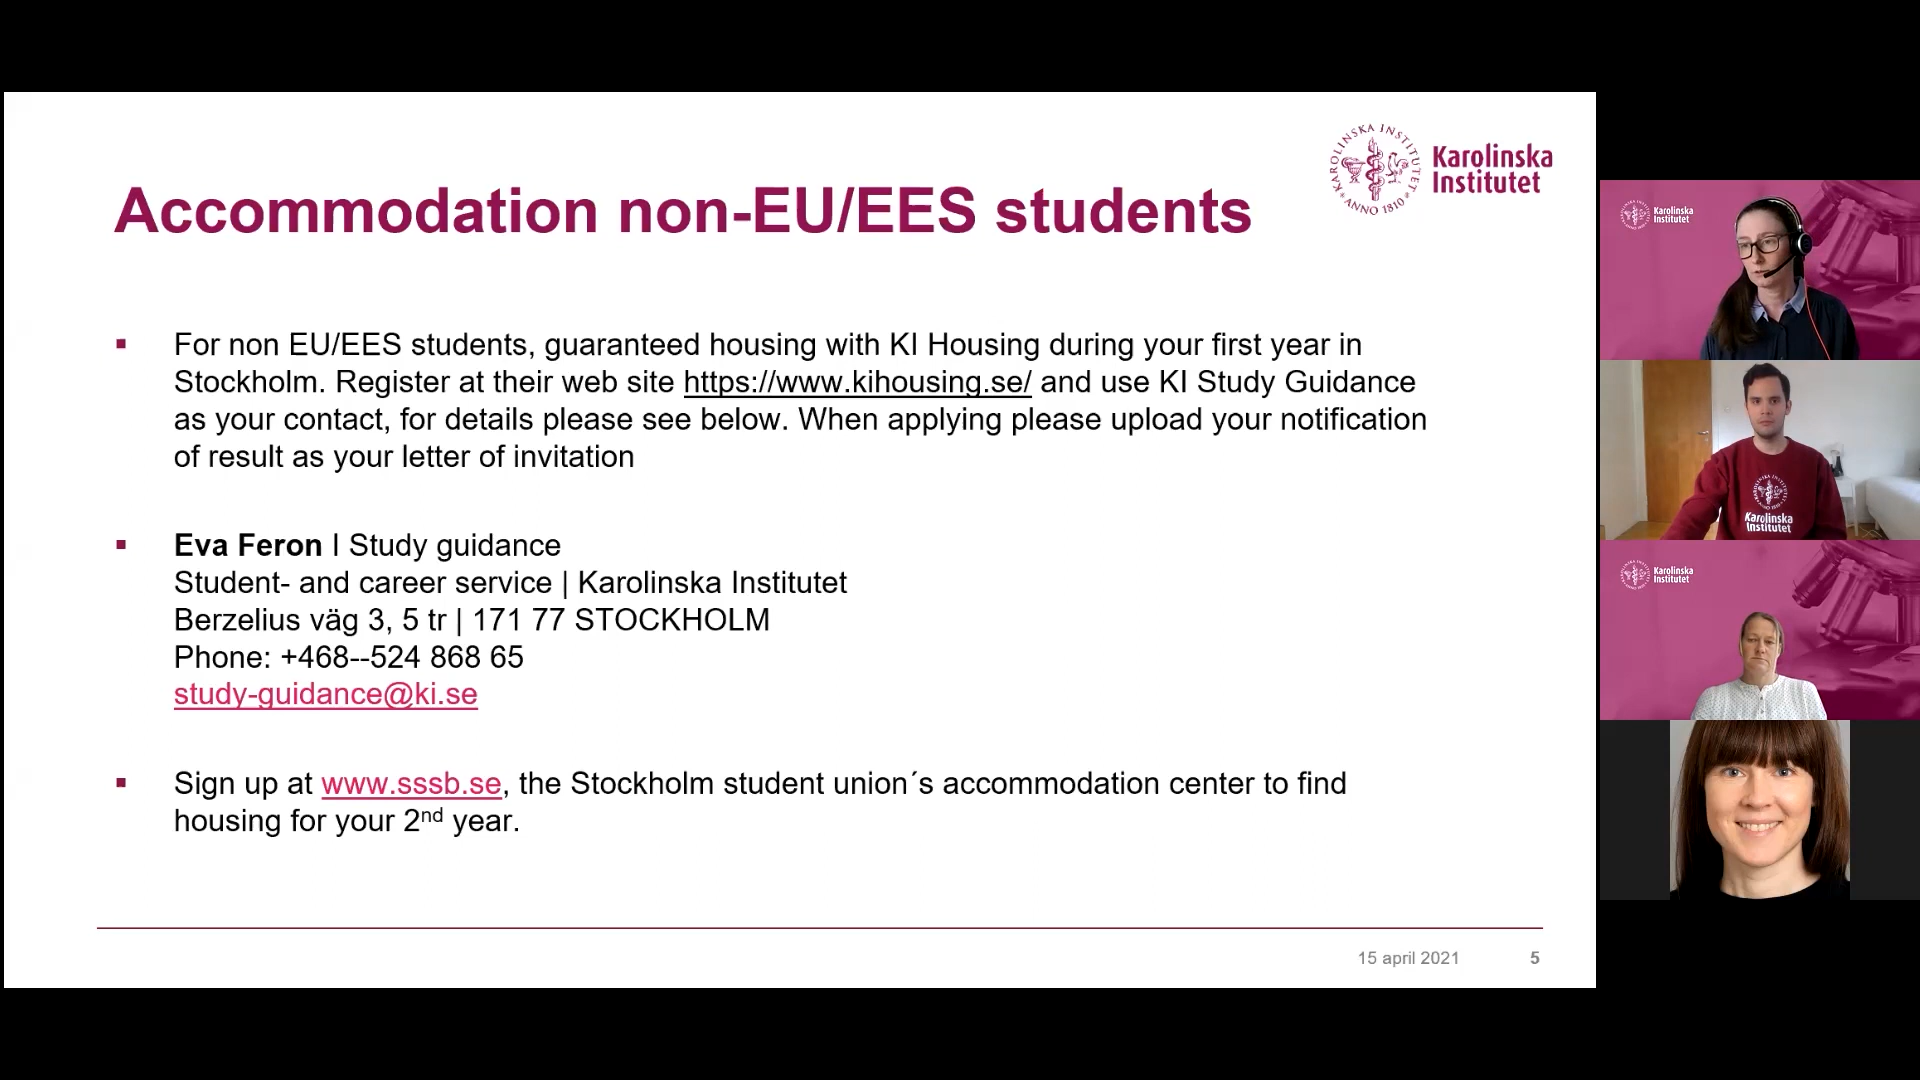 Accommodation non-EU/EES students
KAROLINSKA INSTITUTET
ANNO 1810
Karolinska
Institutet
▪ For non EU/EES students, guaranteed housing with KI Housing during your first year in
Stockholm. Register at their web site https://www.kihousing.se/ and use KI Study Guidance
as your contact, for details please see below. When applying please upload your notification
of result as your letter of invitation
▪ Eva Feron I Study guidance
Student- and career service | Karolinska Institutet
Berzelius väg 3, 5 tr | 171 77 STOCKHOLM
Phone: +468--524 868 65
study-guidance@ki.se
▪ Sign up at www.sssb.se, the Stockholm student union´s accommodation center to find
housing for your 2nd year.
15 april 2021
5
Karolinska
Institutet
Karolinska
Institutet
Karolinska
Institutet